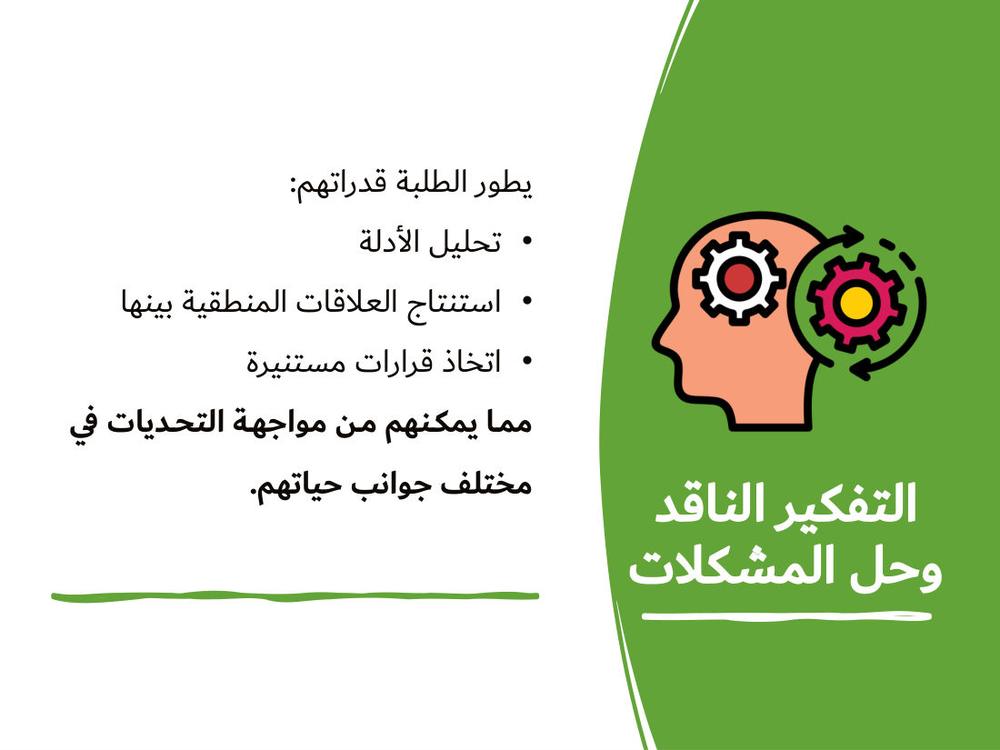 التفكير الناقد
وحل المشكلات
يطور الطلبة قدراتهم:
• تحليل الأدلة
• استنتاج العلاقات المنطقية بينها
• اتخاذ قرارات مستنيرة
مما يمكنهم من مواجهة التحديات في
مختلف جوانب حياتهم.